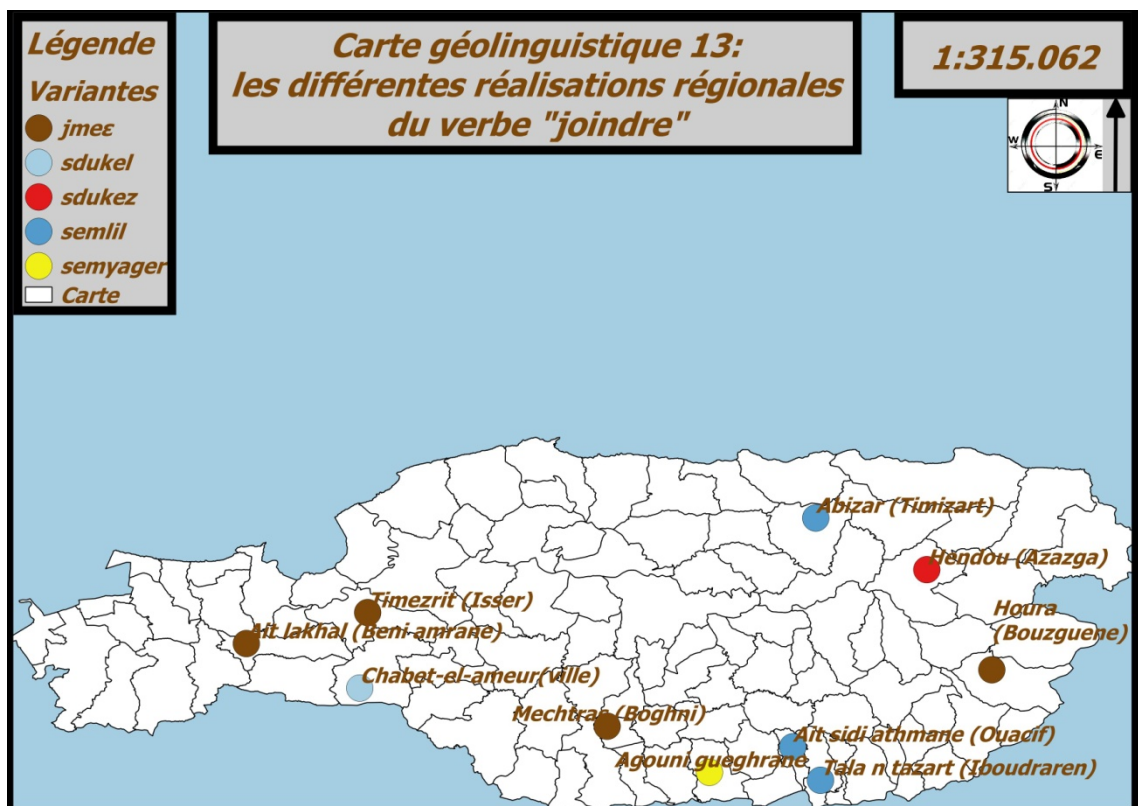 Légende
Variantes
jmeɛ
sdukel
sdukez
semlil
semyager
Carte
Carte géolinguistique 13:
les différentes réalisations régionales
du verbe "joindre"
1:315.062
N
W
E
S
Abizar (Timizart)
Hendou (Azazga)
Houra
(Bouzguene)
Timezrit (Isser)
Ait lakhal (Beni amrane)
Chabet-el-ameur(ville)
Mechtras (Boghni)
Ait sidi athmane (Ouacif)
Agouni gueghrane
Tala n tazart (Iboudraren)